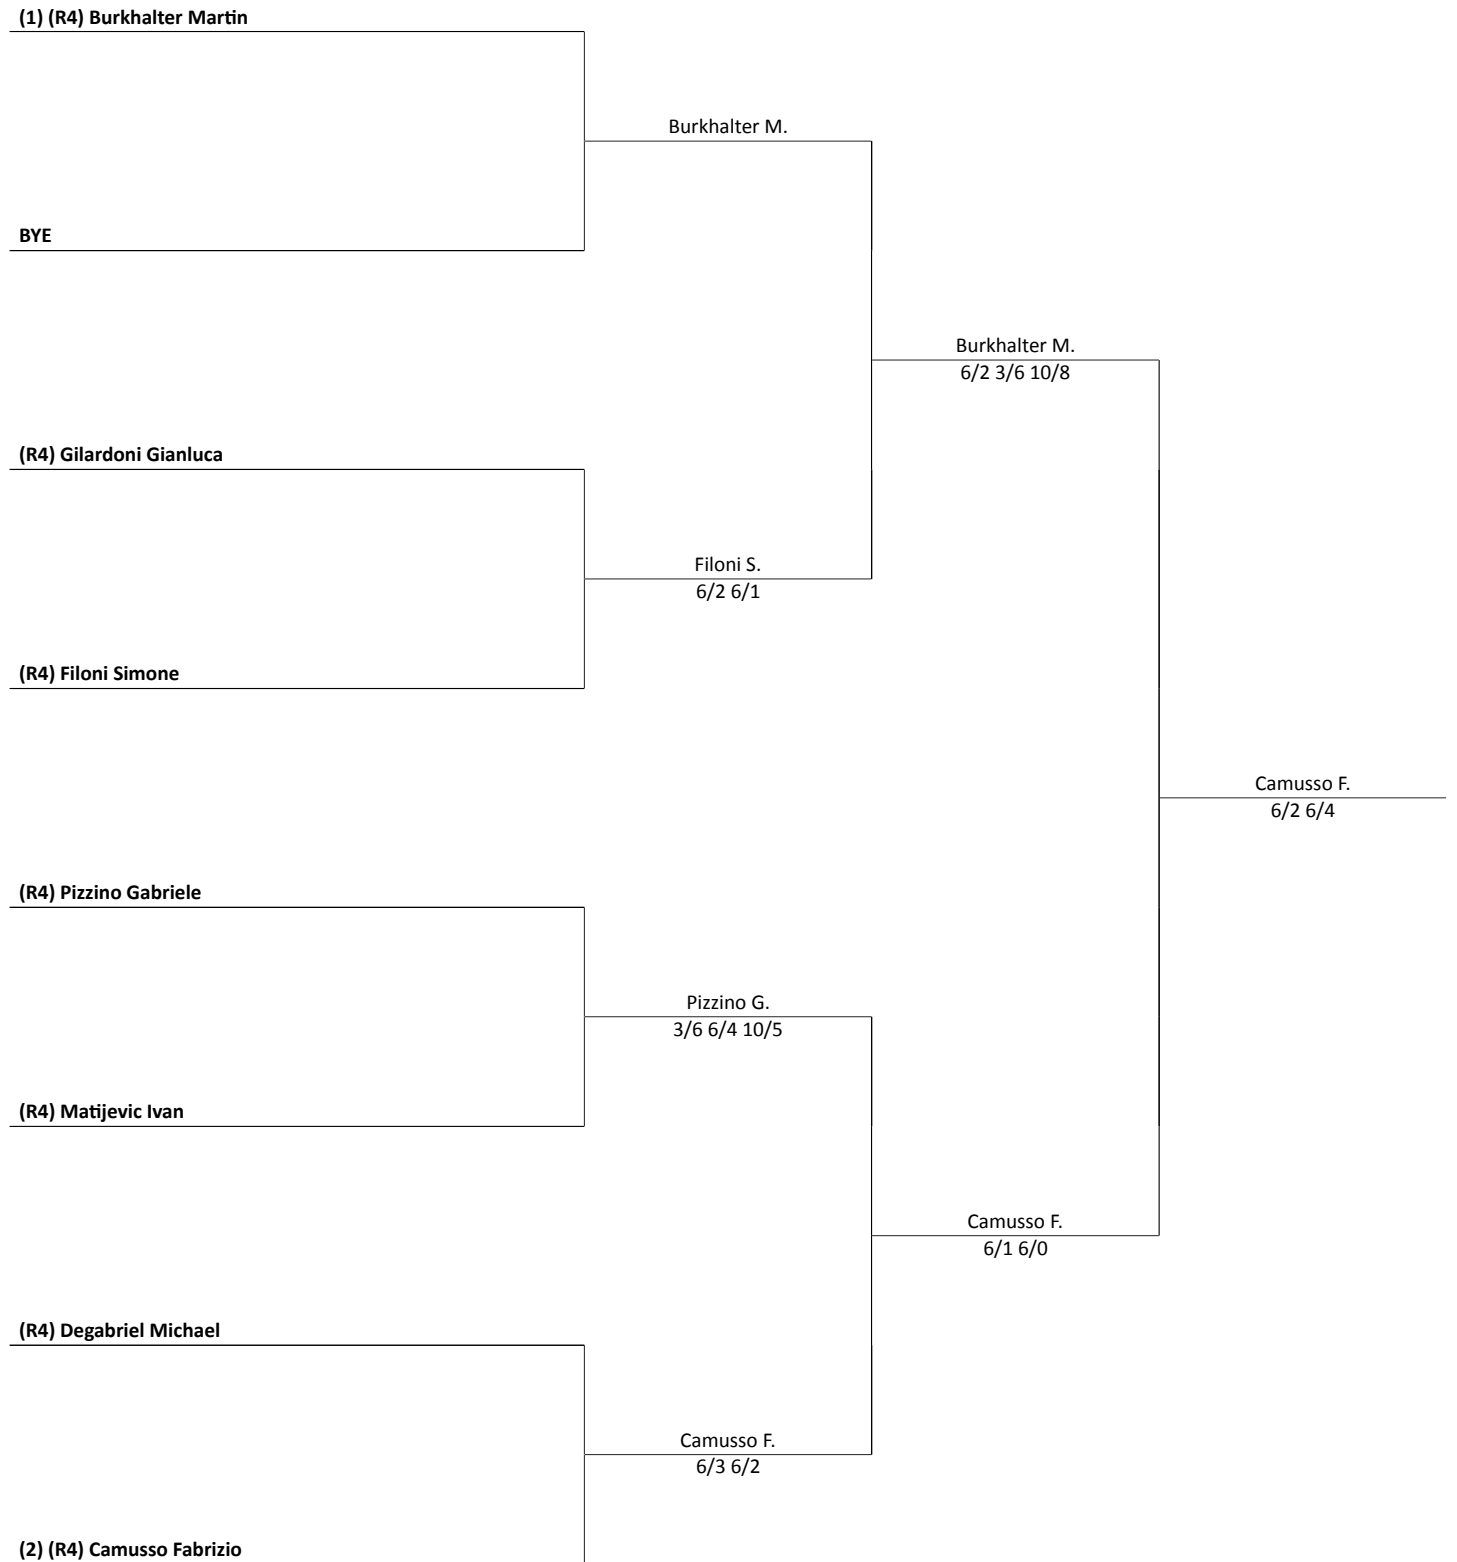 (1) (R4) Burkhalter Martin
Burkhalter M.
BYE
Burkhalter M.
6/2 3/6 10/8
(R4) Gilardoni Gianluca
Filoni S.
6/2 6/1
(R4) Filoni Simone
Camusso F.
6/2 6/4
(R4) Pizzino Gabriele
Pizzino G.
3/6 6/4 10/5
(R4) Matijevic Ivan
Camusso F.
6/1 6/0
(R4) Degabriel Michael
Camusso F.
6/3 6/2
(2) (R4) Camusso Fabrizio